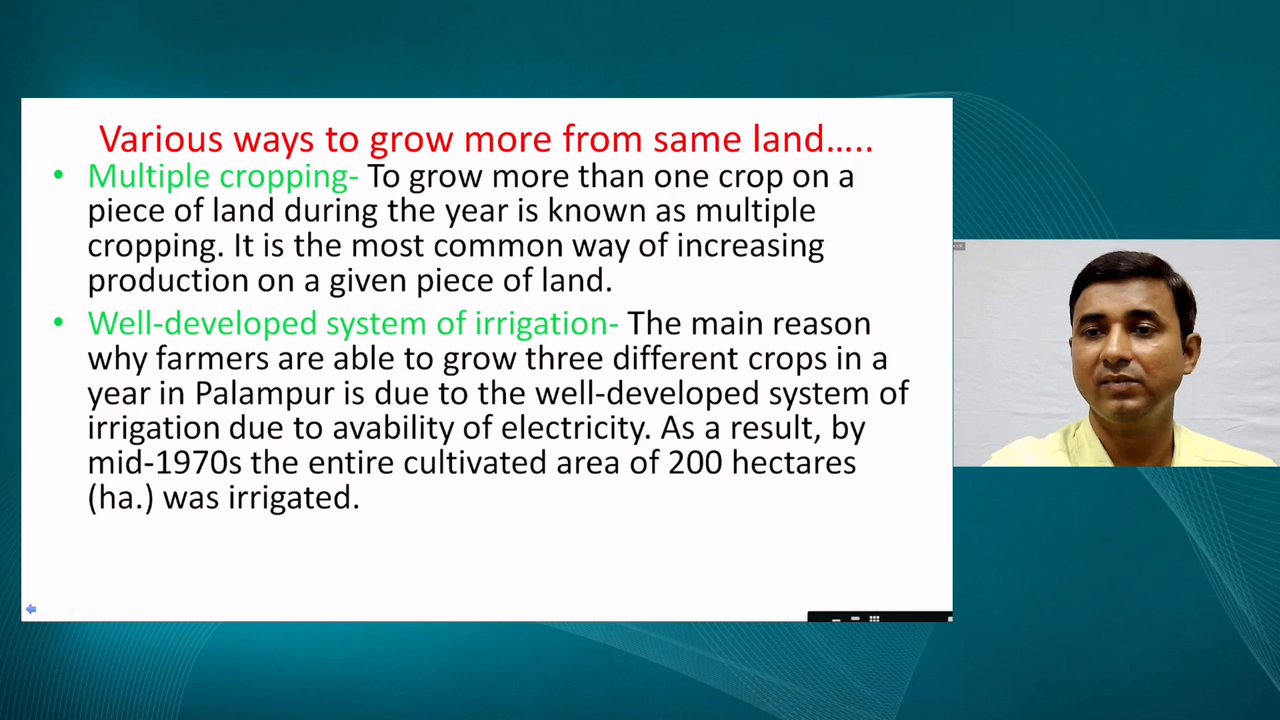 Various ways to grow more from same land…..
• Multiple cropping- To grow more than one crop on a
piece of land during the year is known as multiple
cropping. It is the most common way of increasing
production on a given piece of land.
• Well-developed system of irrigation- The main reason
why farmers are able to grow three different crops in a
year in Palampur is due to the well-developed system of
irrigation due to avability of electricity. As a result, by
mid-1970s the entire cultivated area of 200 hectares
(ha.) was irrigated.